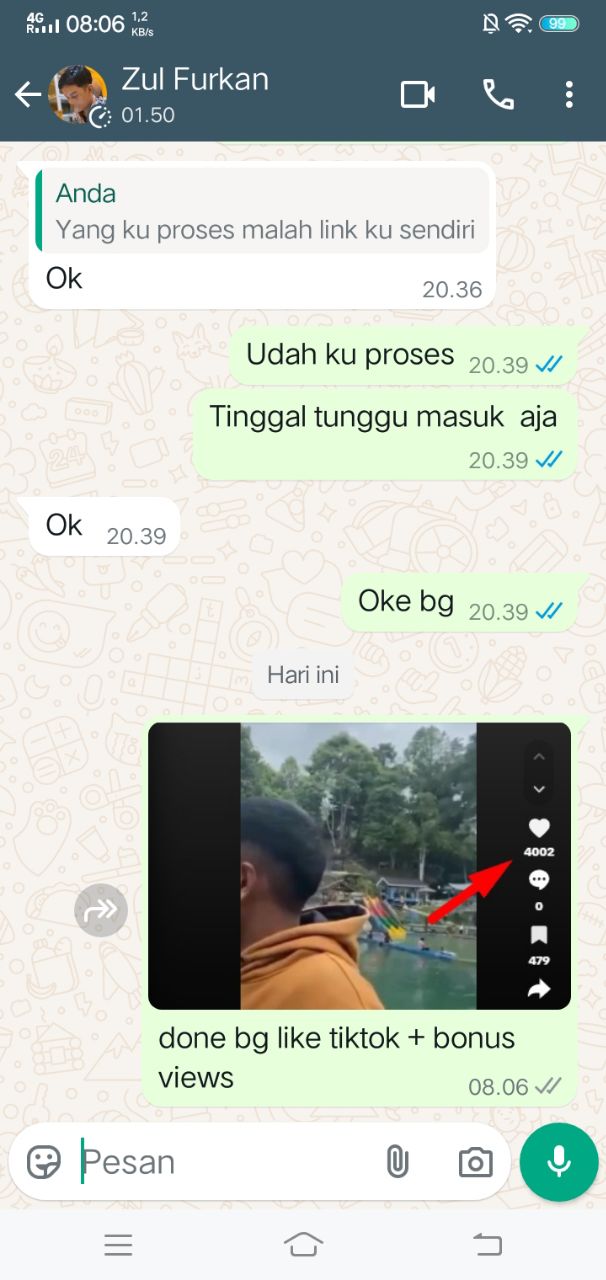 4G
R
08:06
1,2
KB/s
99
Zul Furkan
01.50
Anda
Yang ku proses malah link ku sendiri
Ok
20.36
Udah ku proses
20.39
Tinggal tunggu masuk aja
20.39
Ok
20.39
Oke bg
20.39
Hari ini
4002
0
479
done bg like tiktok + bonus
views
08.06
Pesan